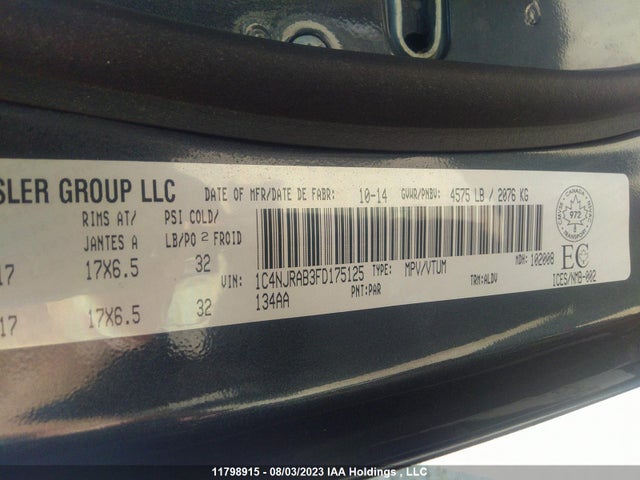 SLER GROUP LLC DATE OF MFR/DATE DE FABR: 10-14 GVWR/PNBV: 4575 LB / 2076 KG
RIMS AT/ PSI COLD/
JANTES A LB/PO 2 FROID
17 17X6.5 32
VIN: 1C4NJRAB3FD175125 TYPE: MPV/VTUM MDH: 102008
17 17X6.5 32
134AA PNT: PAR TRM: ALDV
CANADA
972
TRANSPORT
EC
ICES/NMB-002
11798915 - 08/03/2023 IAA Holdings , LLC